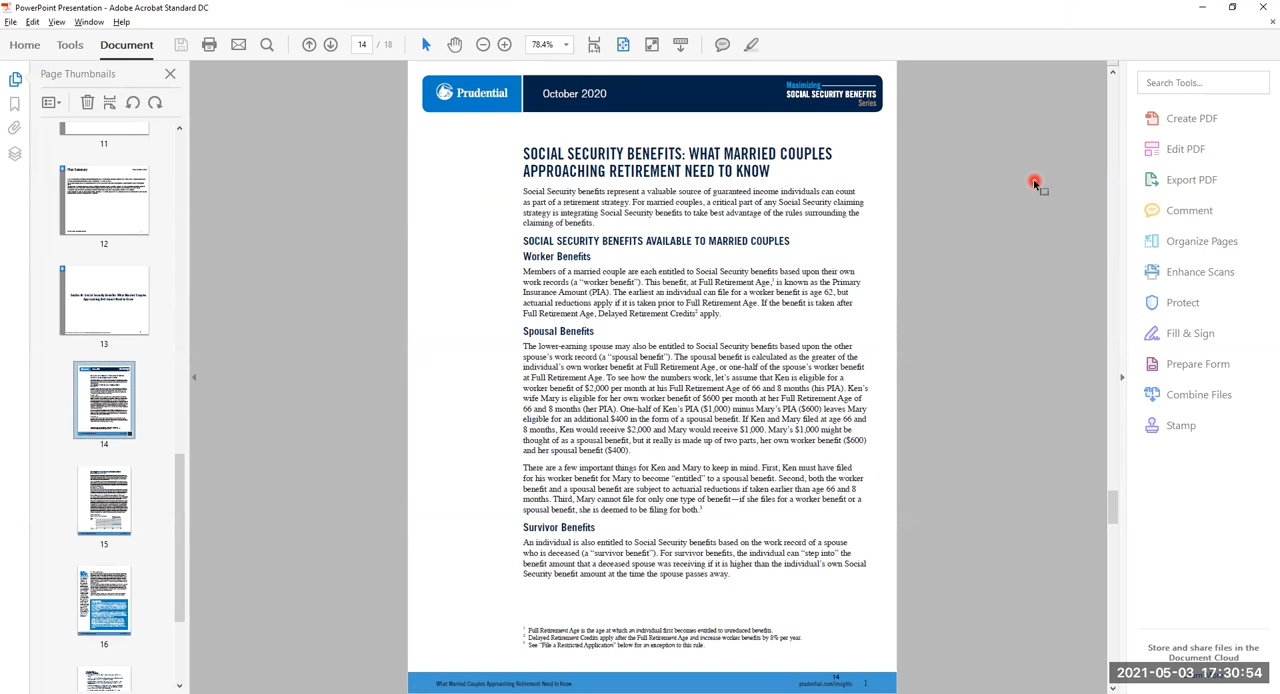 PowerPoint Presentation - Adobe Acrobat Standard DC
File Edit View Window Help
Home Tools Document 14 / 18 78.4%
Page Thumbnails
Search Tools...
Create PDF
Edit PDF
Export PDF
Comment
Organize Pages
Enhance Scans
Protect
Fill & Sign
Prepare Form
Combine Files
Stamp
Store and share files in the
Document Cloud
2021-05-03 17:30:54
11
Plan Summary
12
13
14
15
16
Prudential
October 2020
Maximizing
SOCIAL SECURITY BENEFITS
Series
SOCIAL SECURITY BENEFITS: WHAT MARRIED COUPLES
APPROACHING RETIREMENT NEED TO KNOW
Social Security benefits represent a valuable source of guaranteed income individuals can count
as part of a retirement strategy. For married couples, a critical part of any Social Security claiming
strategy is integrating Social Security benefits to take best advantage of the rules surrounding the
claiming of benefits.
SOCIAL SECURITY BENEFITS AVAILABLE TO MARRIED COUPLES
Worker Benefits
Members of a married couple are each entitled to Social Security benefits based upon their own
work records (a “worker benefit”). This benefit, at Full Retirement Age,¹ is known as the Primary
Insurance Amount (PIA). The earliest an individual can file for a worker benefit is age 62, but
actuarial reductions apply if it is taken prior to Full Retirement Age. If the benefit is taken after
Full Retirement Age, Delayed Retirement Credits² apply.
Spousal Benefits
The lower-earning spouse may also be entitled to Social Security benefits based upon the other
spouse’s work record (a “spousal benefit”). The spousal benefit is calculated as the greater of the
individual’s own worker benefit at Full Retirement Age, or one-half of the spouse’s worker benefit
at Full Retirement Age. To see how the numbers work, let’s assume that Ken is eligible for a
worker benefit of $2,000 per month at his Full Retirement Age of 66 and 8 months (his PIA). Ken’s
wife Mary is eligible for her own worker benefit of $600 per month at her Full Retirement Age of
66 and 8 months (her PIA). One-half of Ken’s PIA ($1,000) minus Mary’s PIA ($600) leaves Mary
eligible for an additional $400 in the form of a spousal benefit. If Ken and Mary filed at age 66 and
8 months, Ken would receive $2,000 and Mary would receive $1,000. Mary’s $1,000 might be
thought of as a spousal benefit, but it really is made up of two parts, her own worker benefit ($600)
and her spousal benefit ($400).
There are a few important things for Ken and Mary to keep in mind. First, Ken must have filed
for his worker benefit for Mary to become “entitled” to a spousal benefit. Second, both the worker
benefit and a spousal benefit are subject to actuarial reductions if taken earlier than age 66 and 8
months. Third, Mary cannot file for only one type of benefit—if she files for a worker benefit or a
spousal benefit, she is deemed to be filing for both.³
Survivor Benefits
An individual is also entitled to Social Security benefits based on the work record of a spouse
who is deceased (a “survivor benefit”). For survivor benefits, the individual can “step into” the
benefit amount that a deceased spouse was receiving if it is higher than the individual’s own Social
Security benefit amount at the time the spouse passes away.
¹ Full Retirement Age is the age at which an individual first becomes entitled to unreduced benefits.
² Delayed Retirement Credits apply after the Full Retirement Age and increase worker benefits by 8% per year.
³ See “File a Restricted Application” below for an exception to this rule.
What Married Couples Approaching Retirement Need to Know
14
prudential.com/insights 1